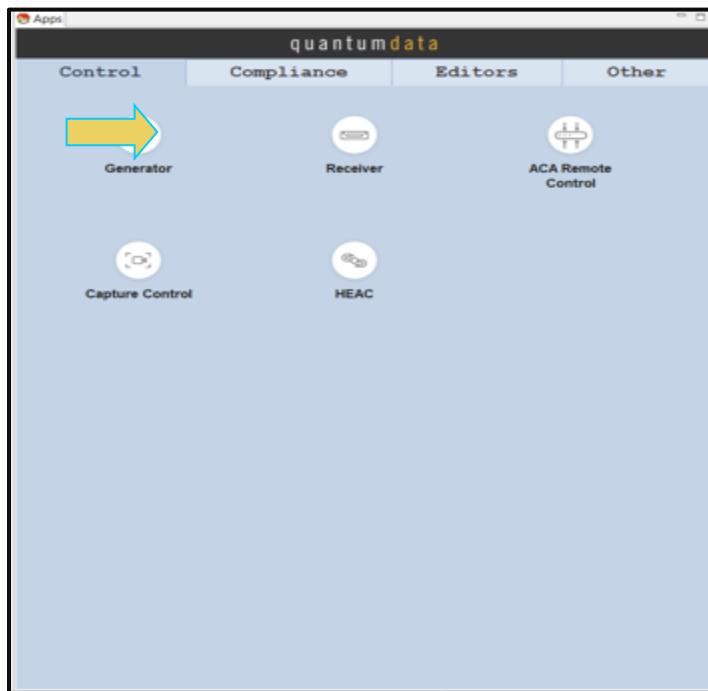 Apps
quantumdata
Control Compliance Editors Other
Generator Receiver ACA Remote
Control
Capture Control HEAC